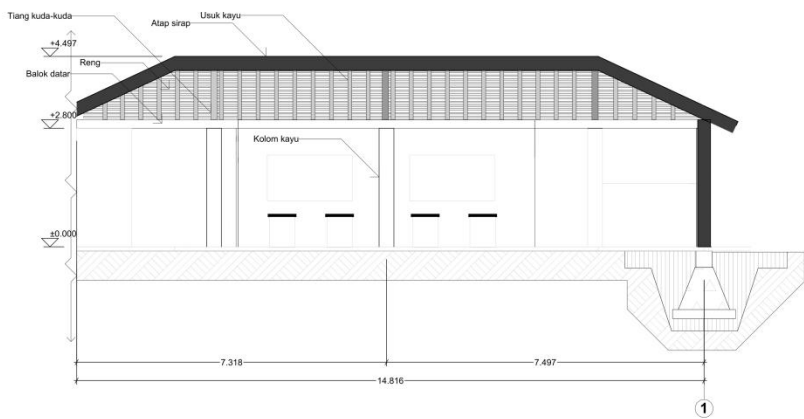 Tiang kuda-kuda
Usuk kayu
Atap sirap
+4.497
Reng
Balok datar
+2.800
Kolom kayu
±0.000
7.318
7.497
14.816
1